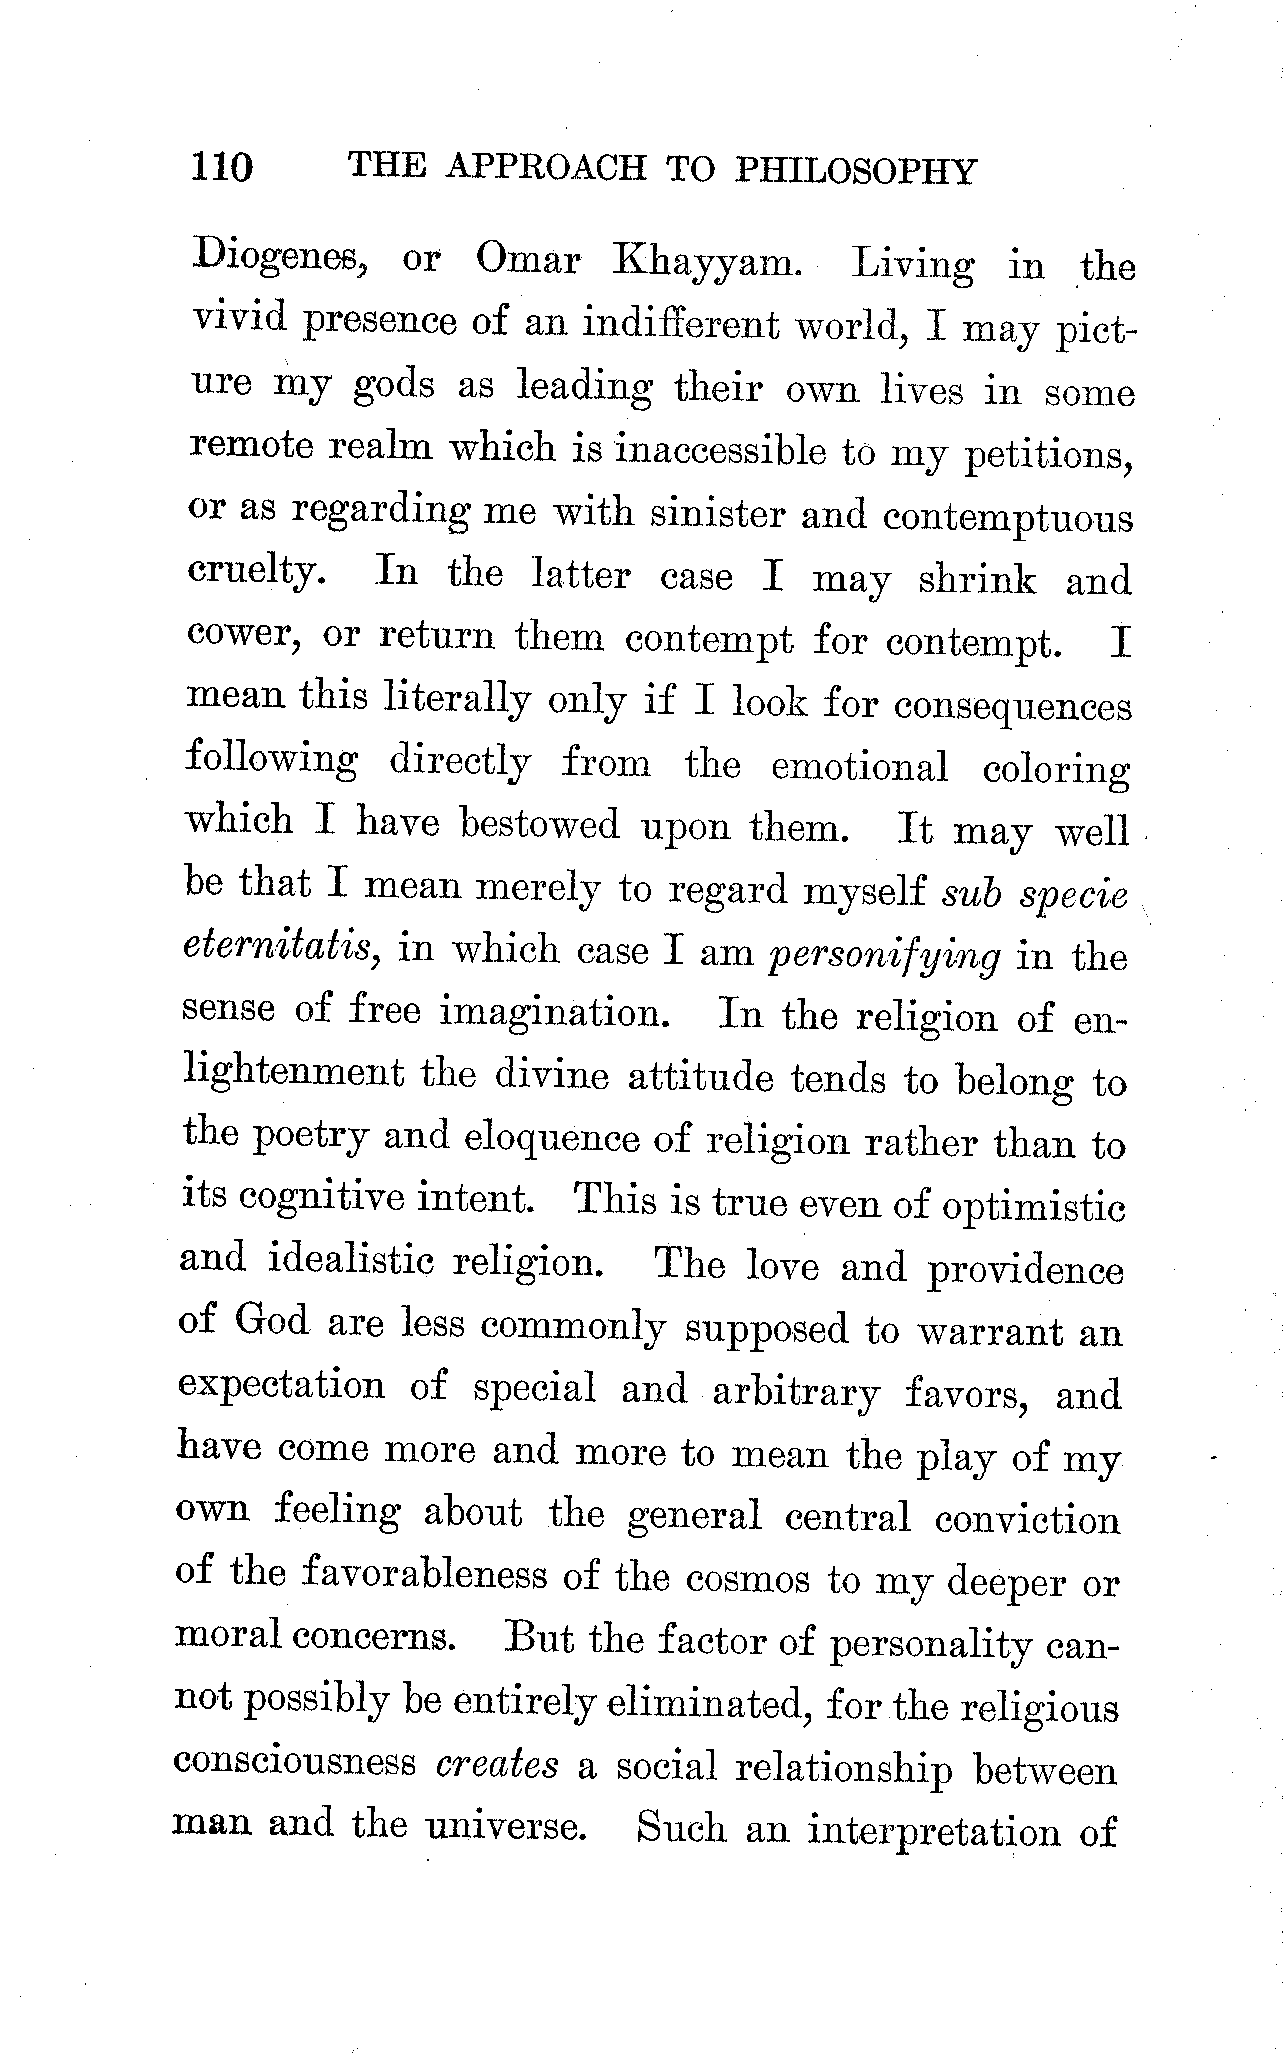 110 THE APPROACH TO PHILOSOPHY
Diogenes, or Omar Khayyam. Living in the
vivid presence of an indifferent world, I may pict-
ure my gods as leading their own lives in some
remote realm which is inaccessible to my petitions,
or as regarding me with sinister and contemptuous
cruelty. In the latter case I may shrink and
cower, or return them contempt for contempt. I
mean this literally only if I look for consequences
following directly from the emotional coloring
which I have bestowed upon them. It may well
be that I mean merely to regard myself sub specie
eternitatis, in which case I am personifying in the
sense of free imagination. In the religion of en-
lightenment the divine attitude tends to belong to
the poetry and eloquence of religion rather than to
its cognitive intent. This is true even of optimistic
and idealistic religion. The love and providence
of God are less commonly supposed to warrant an
expectation of special and arbitrary favors, and
have come more and more to mean the play of my
own feeling about the general central conviction
of the favorableness of the cosmos to my deeper or
moral concerns. But the factor of personality can-
not possibly be entirely eliminated, for the religious
consciousness creates a social relationship between
man and the universe. Such an interpretation of